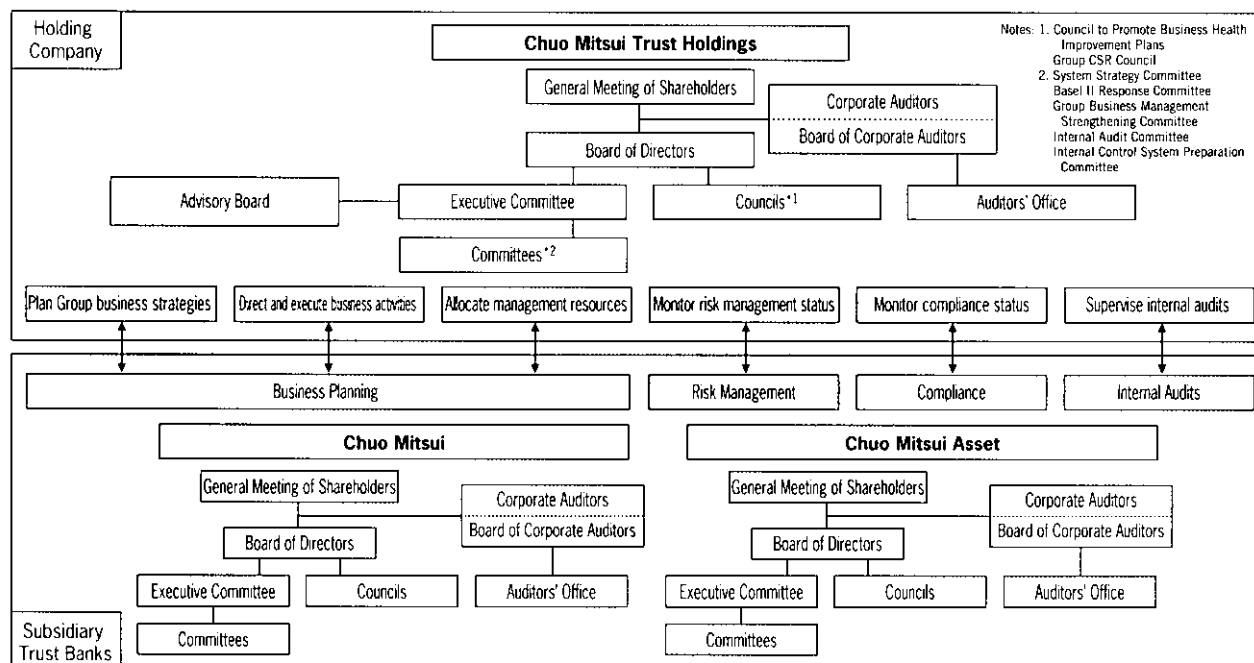 Holding
Company
Chuo Mitsui Trust Holdings
Notes: 1. Council to Promote Business Health
Improvement Plans
Group CSR Council
2. System Strategy Committee
Basel II Response Committee
Group Business Management
Strengthening Committee
Internal Audit Committee
Internal Control System Preparation
Committee
General Meeting of Shareholders
Corporate Auditors
Board of Corporate Auditors
Board of Directors
Advisory Board
Executive Committee
Councils*1
Auditors' Office
Committees*2
Plan Group business strategies
Direct and execute business activities
Allocate management resources
Monitor risk management status
Monitor compliance status
Supervise internal audits
Business Planning
Risk Management
Compliance
Internal Audits
Chuo Mitsui
General Meeting of Shareholders
Corporate Auditors
Board of Corporate Auditors
Board of Directors
Executive Committee
Councils
Auditors' Office
Committees
Chuo Mitsui Asset
General Meeting of Shareholders
Corporate Auditors
Board of Corporate Auditors
Board of Directors
Executive Committee
Councils
Auditors' Office
Committees
Subsidiary
Trust Banks